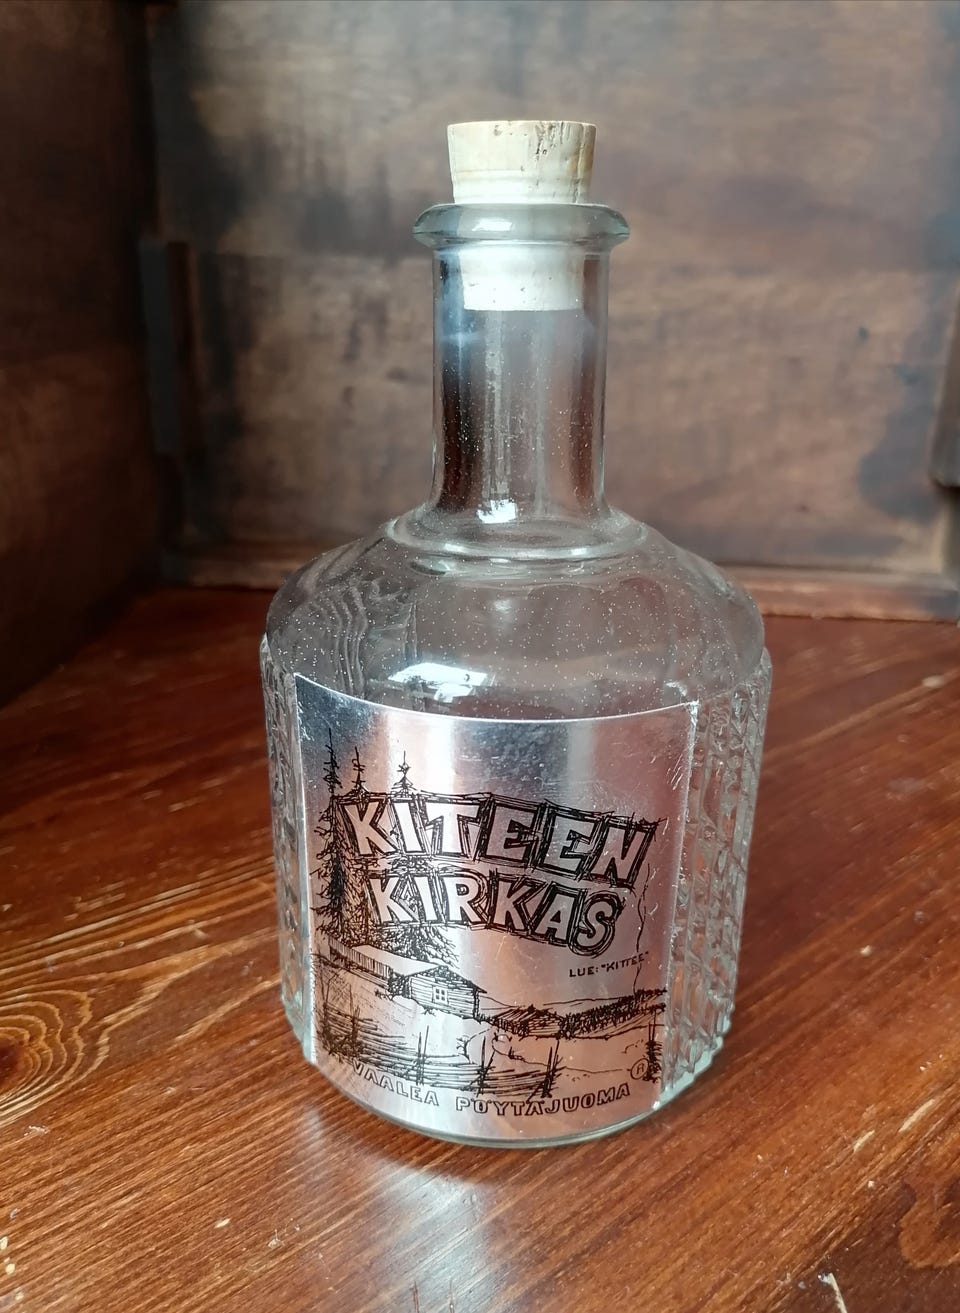 KITEEN
KIRKAS
LUE: "KITTEE"
®
VAALEA PÖYTÄJUOMA